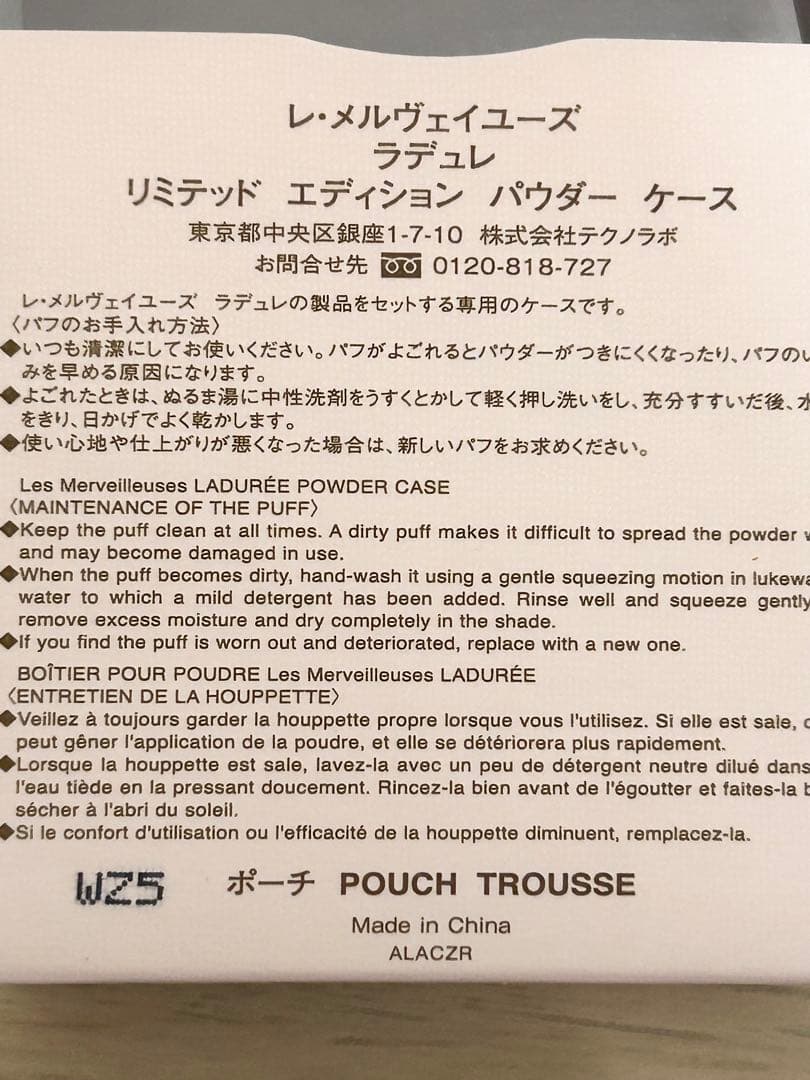 レ・メルヴェイユーズ
ラデュレ
リミテッド エディション パウダー ケース
東京都中央区銀座1-7-10 株式会社テクノラボ
お問合せ先 0120-818-727
レ・メルヴェイユーズ ラデュレの製品をセットする専用のケースです。
〈パフのお手入れ方法〉
◆いつも清潔にしてお使いください。パフがよごれるとパウダーがつきにくくなったり、パフのい
みを早める原因になります。
◆よごれたときは、ぬるま湯に中性洗剤をうすくとかして軽く押し洗いをし、充分すすいだ後、水
をきり、日かげでよく乾かします。
◆使い心地や仕上がりが悪くなった場合は、新しいパフをお求めください。
Les Merveilleuses LADURÉE POWDER CASE
〈MAINTENANCE OF THE PUFF〉
◆Keep the puff clean at all times. A dirty puff makes it difficult to spread the powder
and may become damaged in use.
◆When the puff becomes dirty, hand-wash it using a gentle squeezing motion in lukewa
water to which a mild detergent has been added. Rinse well and squeeze gently
remove excess moisture and dry completely in the shade.
◆If you find the puff is worn out and deteriorated, replace with a new one.
BOÎTIER POUR POUDRE Les Merveilleuses LADURÉE
〈ENTRETIEN DE LA HOUPPETTE〉
◆Veillez à toujours garder la houppette propre lorsque vous l'utilisez. Si elle est sale,
peut gêner l'application de la poudre, et elle se détériorera plus rapidement.
◆Lorsque la houppette est sale, lavez-la avec un peu de détergent neutre dilué dans
l'eau tiède en la pressant doucement. Rincez-la bien avant de l'égoutter et faites-la
sécher à l'abri du soleil.
◆Si le confort d'utilisation ou l'efficacité de la houppette diminuent, remplacez-la.
WZ5 ポーチ POUCH TROUSSE
Made in China
ALACZR